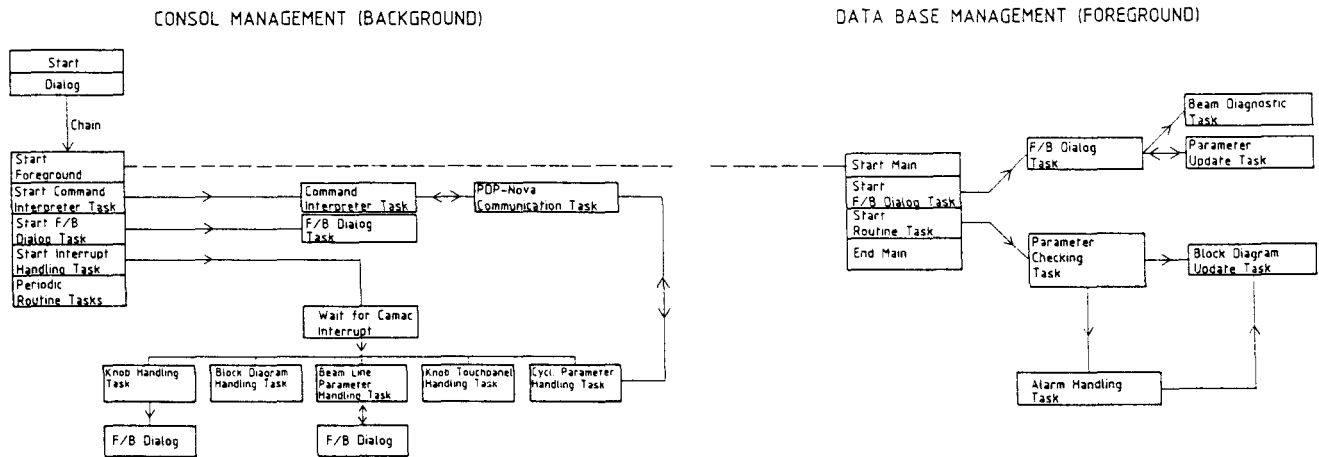 CONSOL MANAGEMENT (BACKGROUND)
DATA BASE MANAGEMENT (FOREGROUND)
Start
Dialog
Chain
Start
Foreground
Start Command
Interpreter Task
Start F/B
Dialog Task
Start Interrupt
Handling Task
Periodic
Routine Tasks
Command
Interpreter Task
F/B Dialog
Task
PDP-Nova
Communication Task
Wait for Camac
Interrupt
Knob Handling
Task
Block Diagram
Handling Task
Beam Line
Parameter
Handling Task
Knob Touchpanel
Handling Task
Cycl. Parameter
Handling Task
F/B Dialog
F/B Dialog
Start Main
Start
F/B Dialog Task
Start
Routine Task
End Main
F/B Dialog
Task
Beam Diagnostic
Task
Parameter
Update Task
Parameter
Checking
Task
Block Diagram
Update Task
Alarm Handling
Task